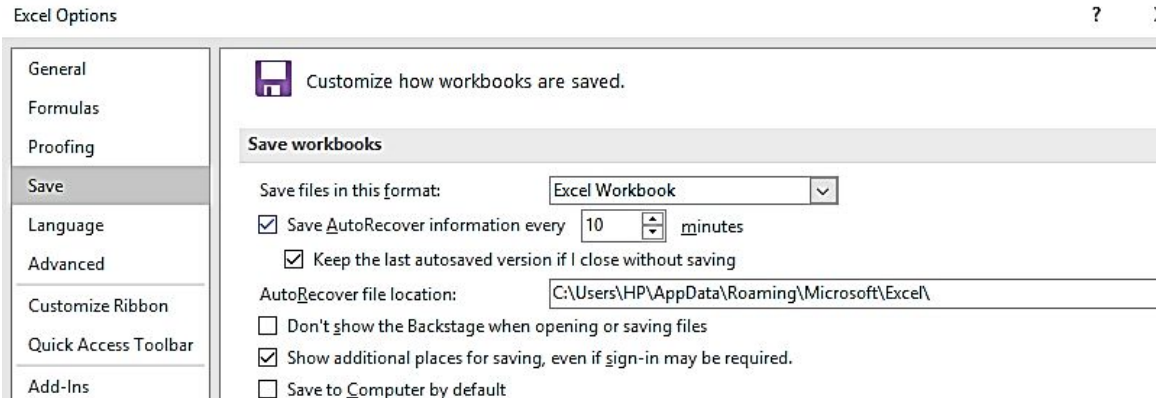 Excel Options ?
General
Formulas
Proofing
Save
Language
Advanced
Customize Ribbon
Quick Access Toolbar
Add-Ins
Customize how workbooks are saved.
Save workbooks
Save files in this format: Excel Workbook
Save AutoRecover information every 10 minutes
Keep the last autosaved version if I close without saving
AutoRecover file location: C:\Users\HP\AppData\Roaming\Microsoft\Excel\
Don't show the Backstage when opening or saving files
Show additional places for saving, even if sign-in may be required.
Save to Computer by default